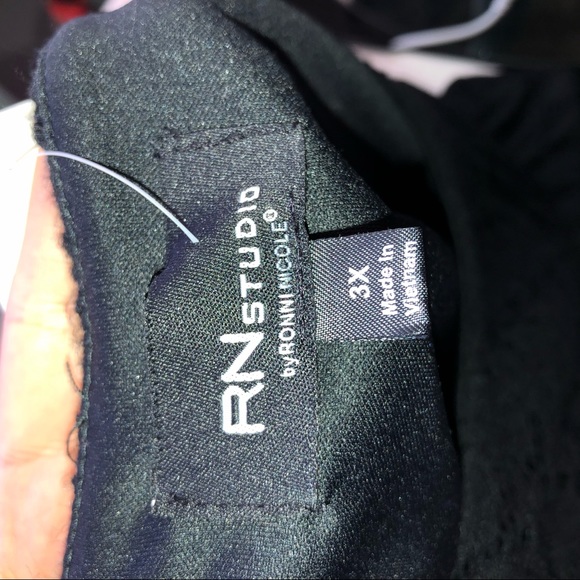 RN STUDIO
by RONNI NICOLE®
3X
Made In
Vietnam